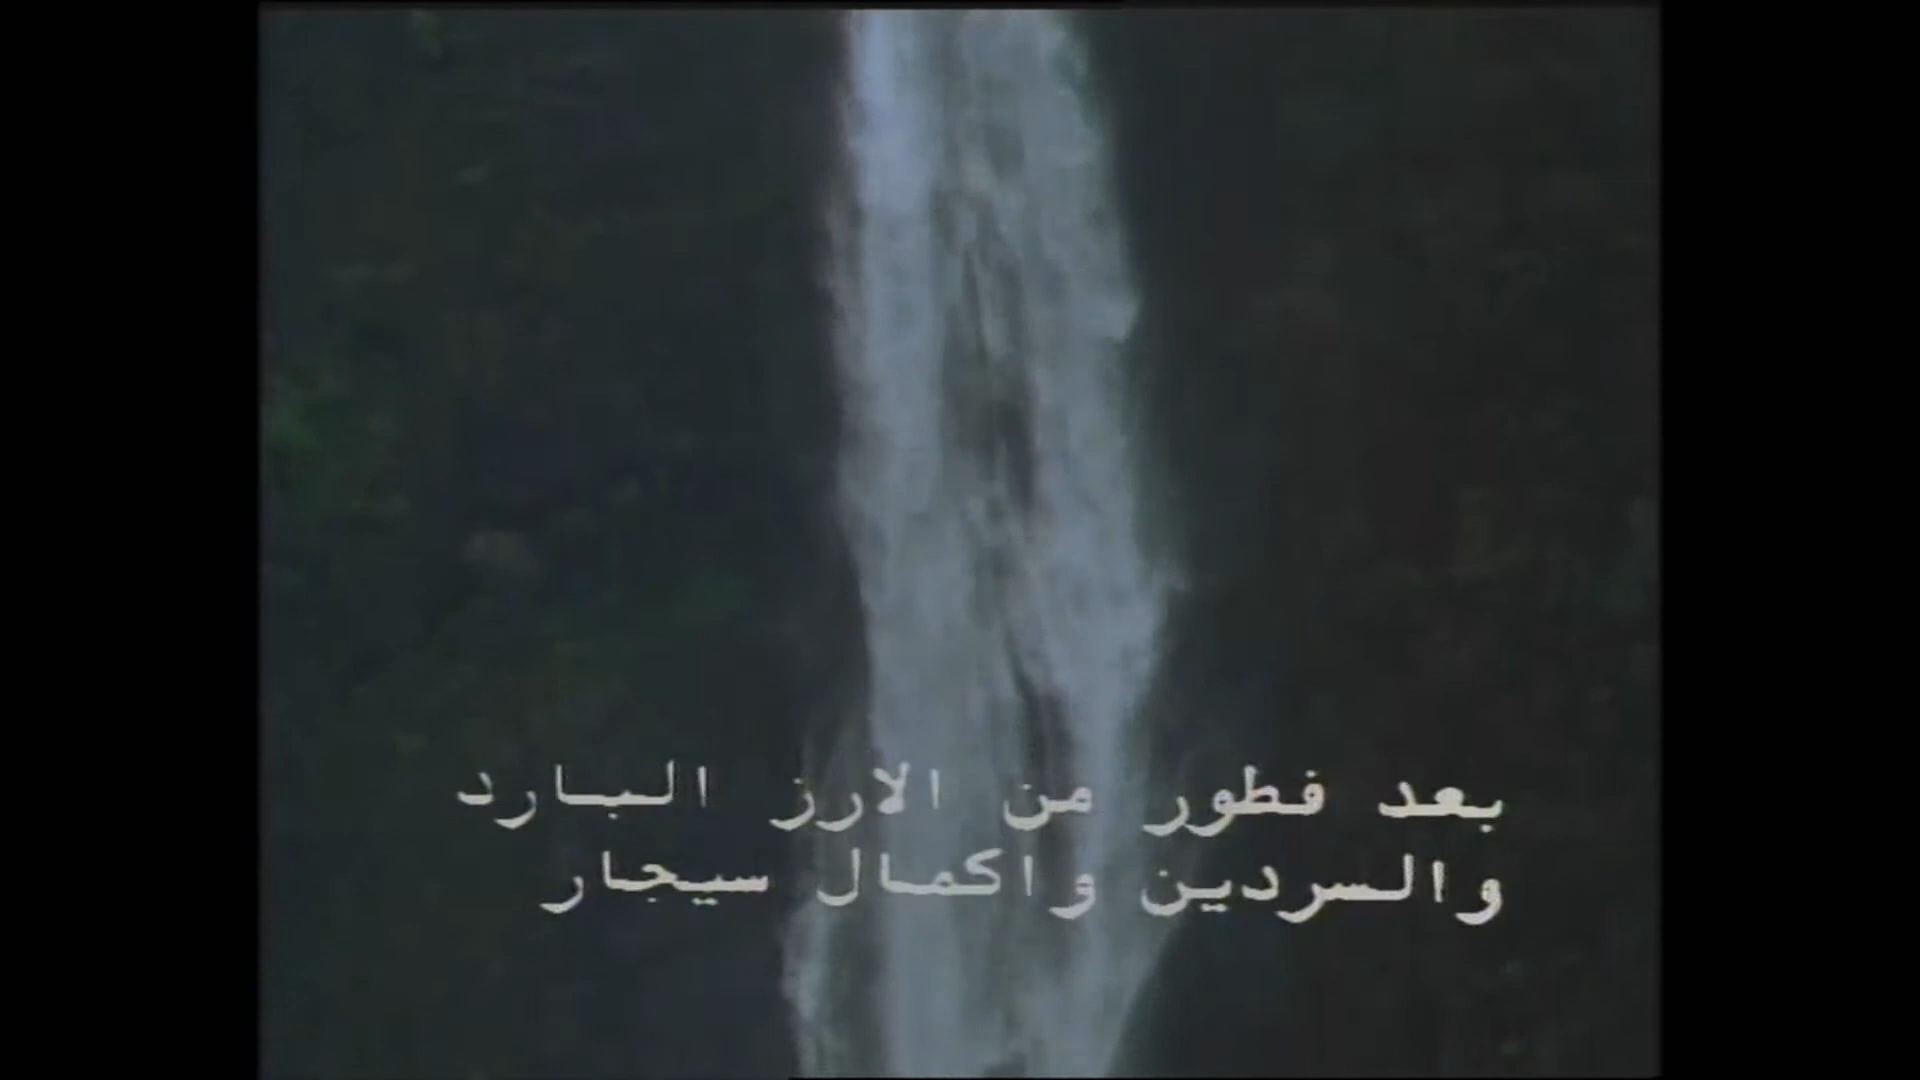 بعد فطور من الارز البارد
والسردين واكمال سيجار